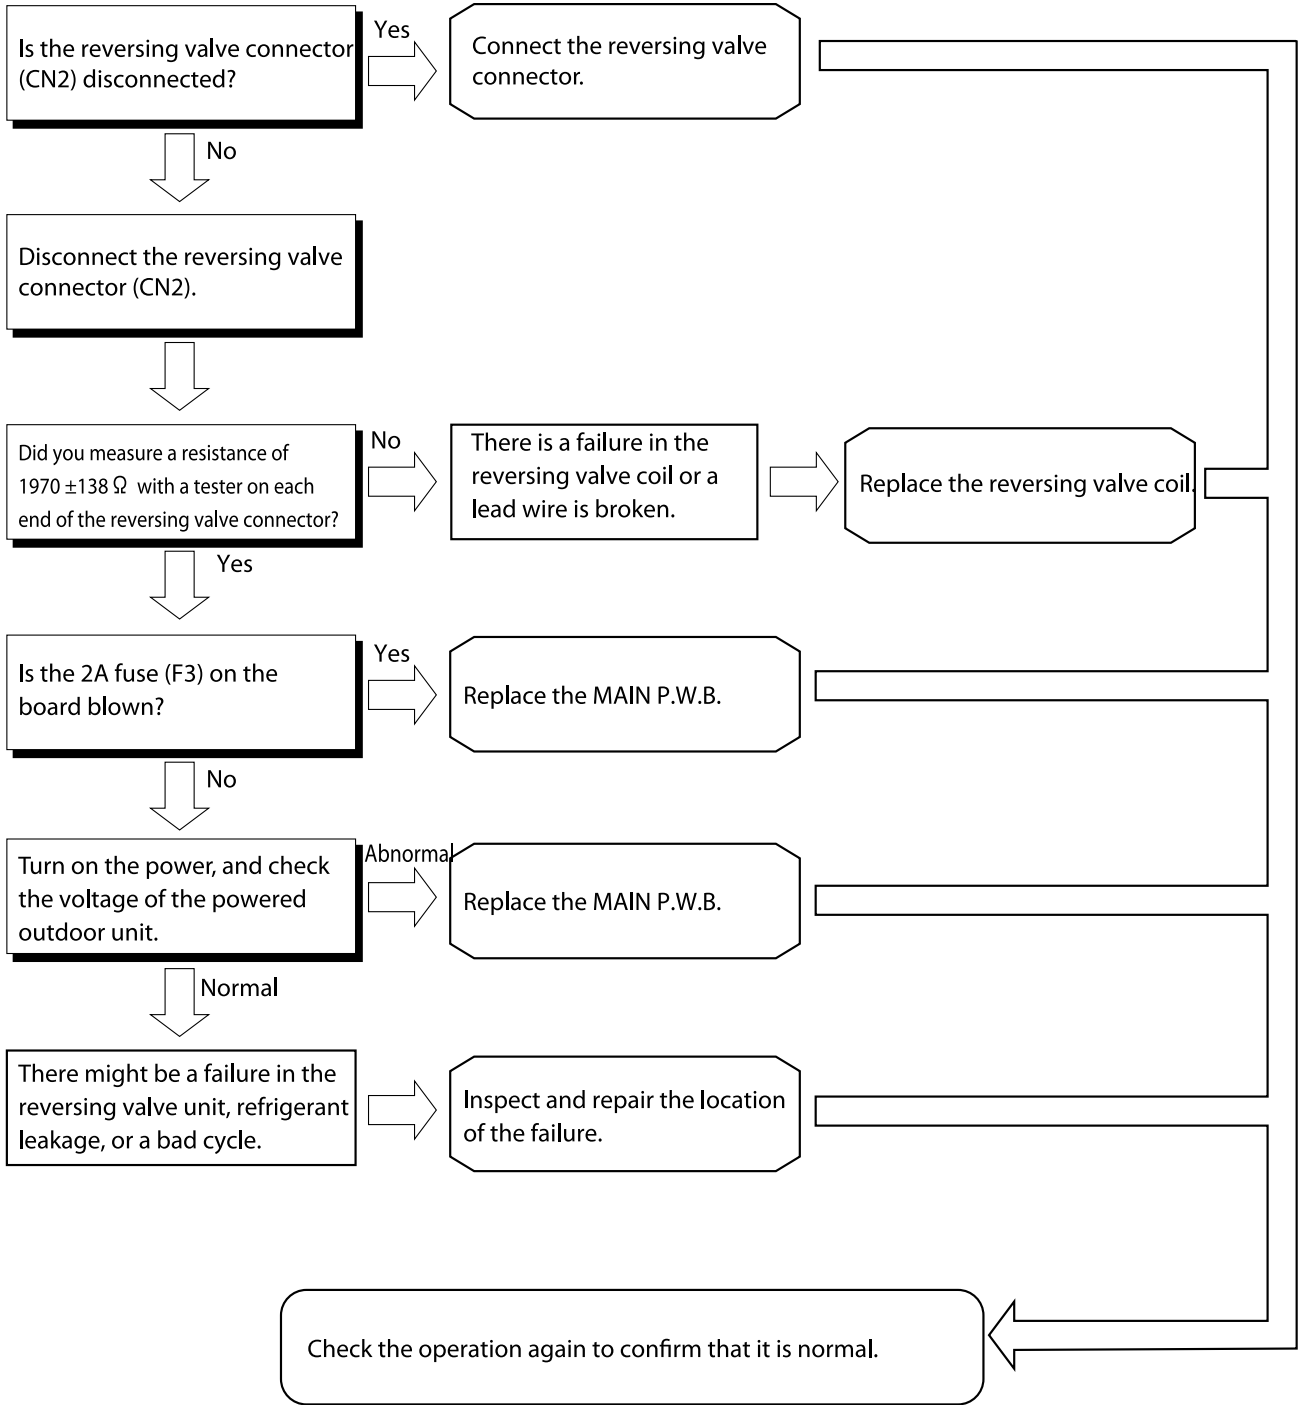 Is the reversing valve connector
(CN2) disconnected?
Yes
Connect the reversing valve
connector.
No
Disconnect the reversing valve
connector (CN2).
Did you measure a resistance of
1970 ±138 Ω with a tester on each
end of the reversing valve connector?
No
There is a failure in the
reversing valve coil or a
lead wire is broken.
Replace the reversing valve coil.
Yes
Is the 2A fuse (F3) on the
board blown?
Yes
Replace the MAIN P.W.B.
No
Turn on the power, and check
the voltage of the powered
outdoor unit.
Abnormal
Replace the MAIN P.W.B.
Normal
There might be a failure in the
reversing valve unit, refrigerant
leakage, or a bad cycle.
Inspect and repair the location
of the failure.
Check the operation again to confirm that it is normal.